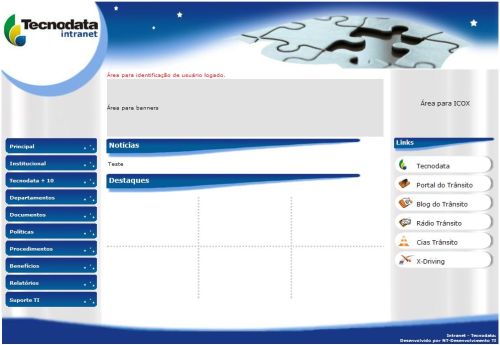 Tecnodata
intranet
Área para identificação de usuário logado.
Área para banners
Área para ICOX
Principal
Institucional
Tecnodata + 10
Departamentos
Documentos
Políticas
Procedimentos
Benefícios
Relatórios
Suporte TI
Notícias
Teste
Destaques
Links
Tecnodata
Portal do Trânsito
Blog do Trânsito
Rádio Trânsito
Cias Trânsito
X-Driving
Intranet - Tecnodata;
Desenvolvido por NT-Desenvolvimento TI